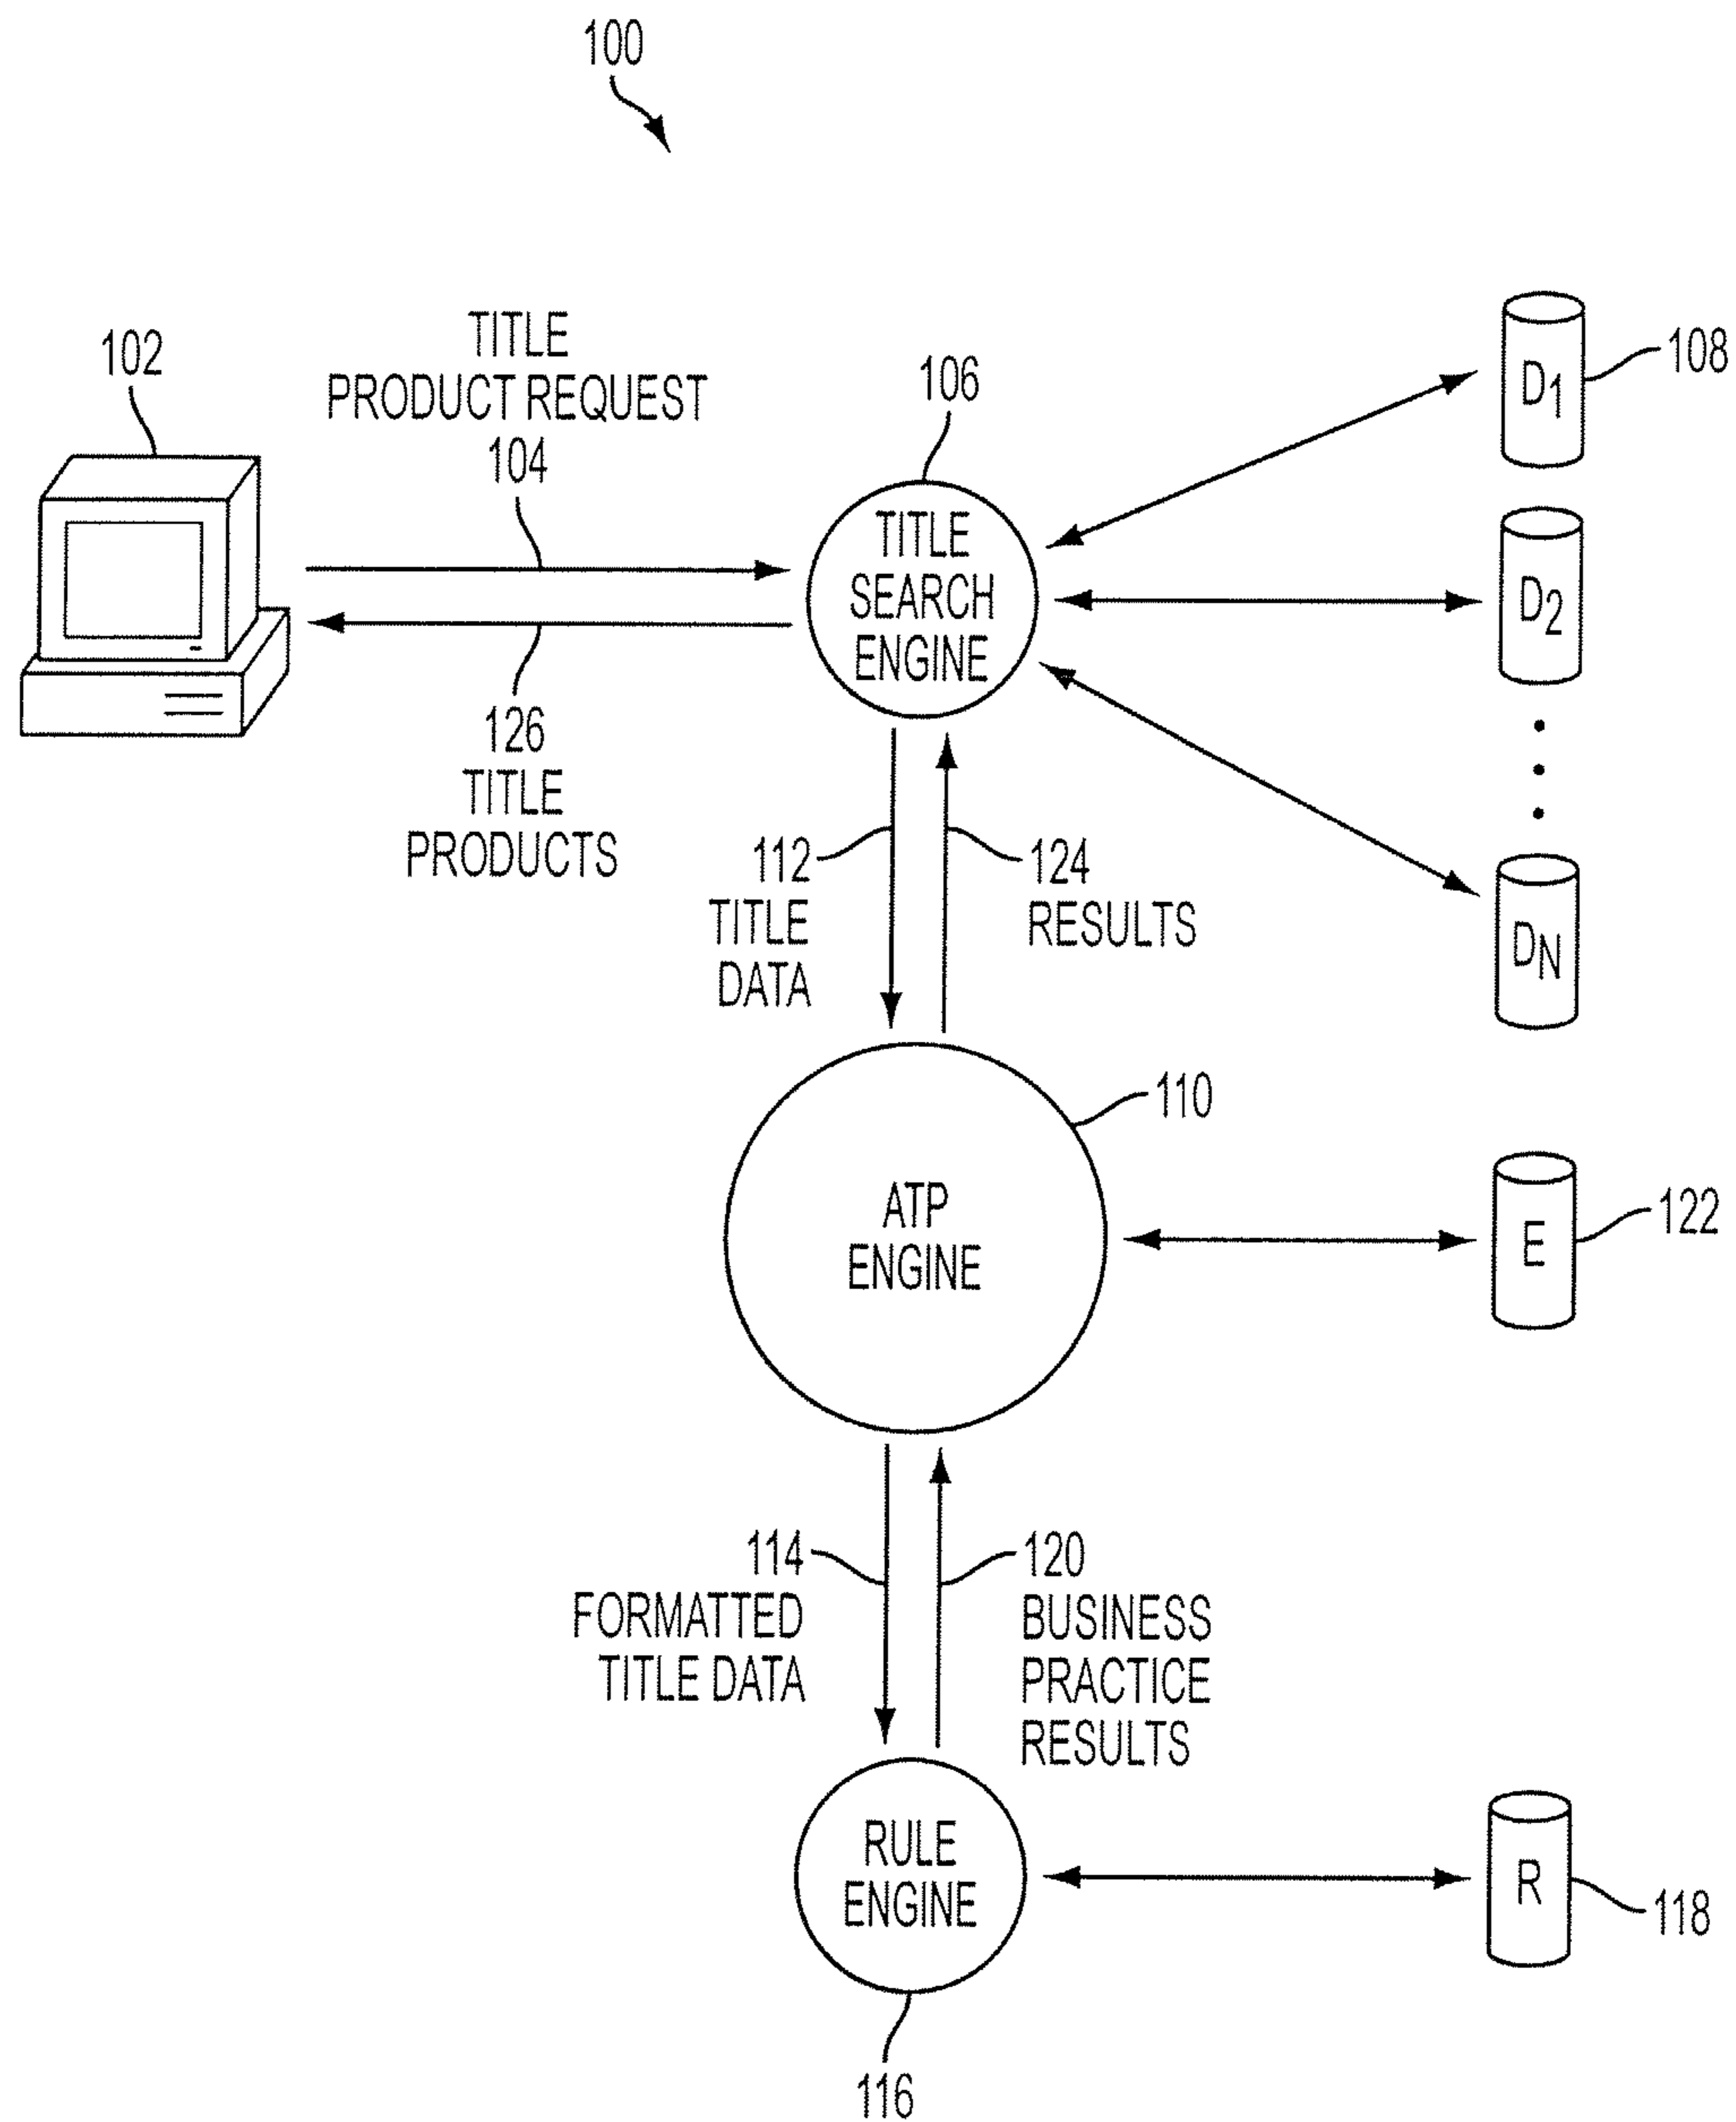 100
102
TITLE
PRODUCT REQUEST
104
106
TITLE
SEARCH
ENGINE
D1
108
D2
126
TITLE
PRODUCTS
112
TITLE
DATA
124
RESULTS
DN
110
ATP
ENGINE
E
122
114
FORMATTED
TITLE DATA
120
BUSINESS
PRACTICE
RESULTS
RULE
ENGINE
R
118
116